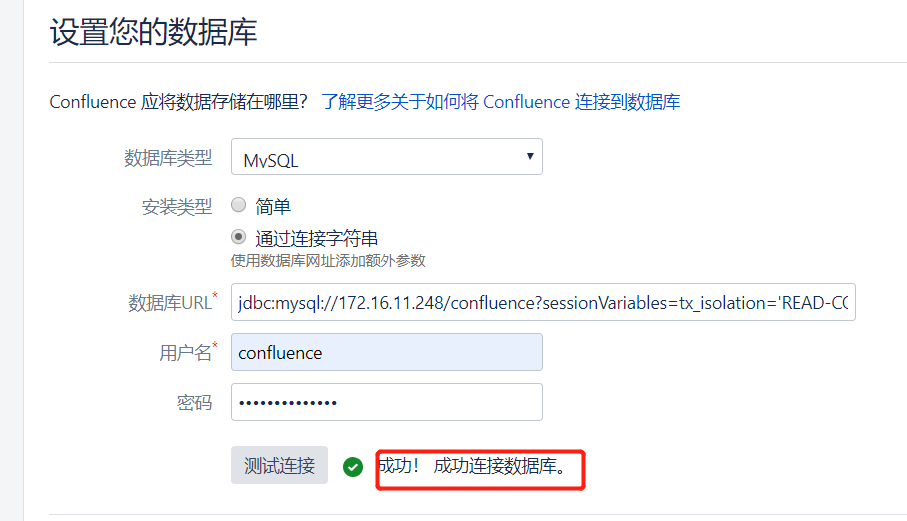 设置您的数据库
Confluence 应将数据存储在哪里？ 了解更多关于如何将 Confluence 连接到数据库
数据库类型 MySQL
安装类型 简单
通过连接字符串
使用数据库网址添加额外参数
数据库URL* jdbc:mysql://172.16.11.248/confluence?sessionVariables=tx_isolation='READ-CO
用户名* confluence
密码 ••••••••••••••
测试连接 成功！ 成功连接数据库。